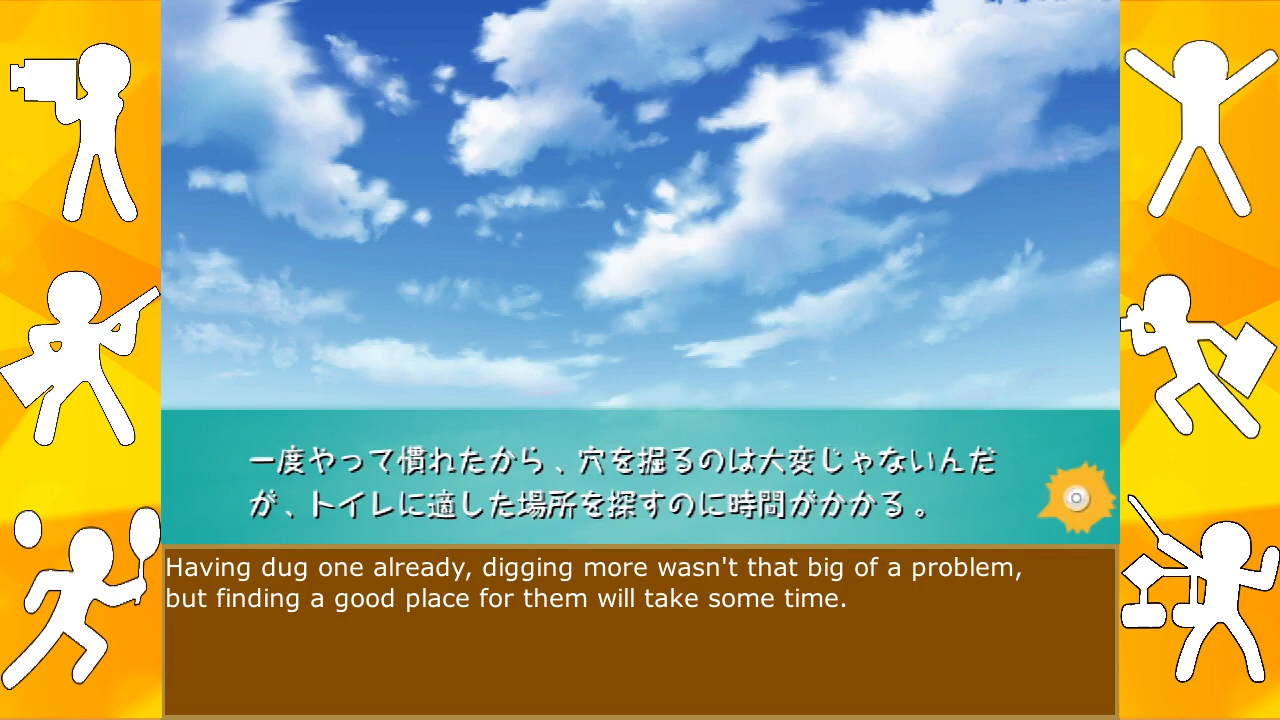 一度やって慣れたから、穴を掘るのは大変じゃないんだ
が、トイレに適した場所を探すのに時間がかかる。
Having dug one already, digging more wasn't that big of a problem,
but finding a good place for them will take some time.